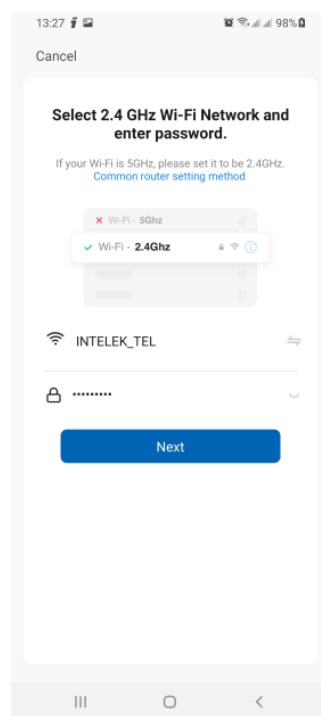 13:27 98%
Cancel
Select 2.4 GHz Wi-Fi Network and
enter password.
If your Wi-Fi is 5GHz, please set it to be 2.4GHz.
Common router setting method
Wi-Fi - 5Ghz
Wi-Fi - 2.4Ghz
INTELEK_TEL
•••••••••
Next